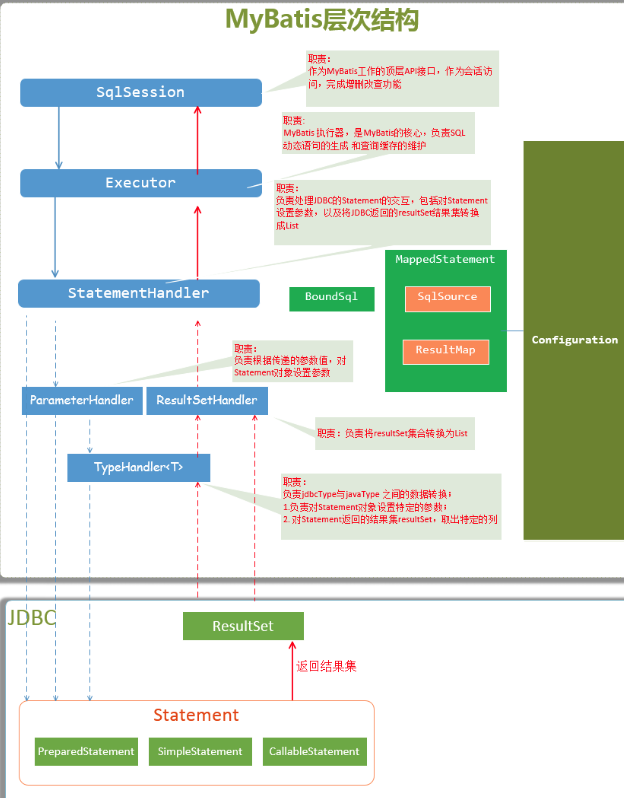 MyBatis层次结构
职责：
作为MyBatis工作的顶层API接口，作为会话访
问，完成增删改查功能
SqlSession
职责:
MyBatis 执行器，是MyBatis的核心，负责SQL
动态语句的生成 和查询缓存的维护
Executor
职责：
负责处理JDBC的Statement的交互，包括对Statement
设置参数，以及将JDBC返回的resultSet结果集转换
成List
StatementHandler
BoundSql
MappedStatement
SqlSource
ResultMap
Configuration
职责：
负责根据传递的参数值，对
Statement对象设置参数
ParameterHandler
ResultSetHandler
职责：负责将resultSet集合转换为List
TypeHandler<T>
职责：
负责jdbcType与javaType 之间的数据转换；
1.负责对Statement对象设置特定的参数；
2. 对Statement返回的结果集resultSet，取出特定的列
JDBC
ResultSet
返回结果集
Statement
PreparedStatement
SimpleStatement
CallableStatement